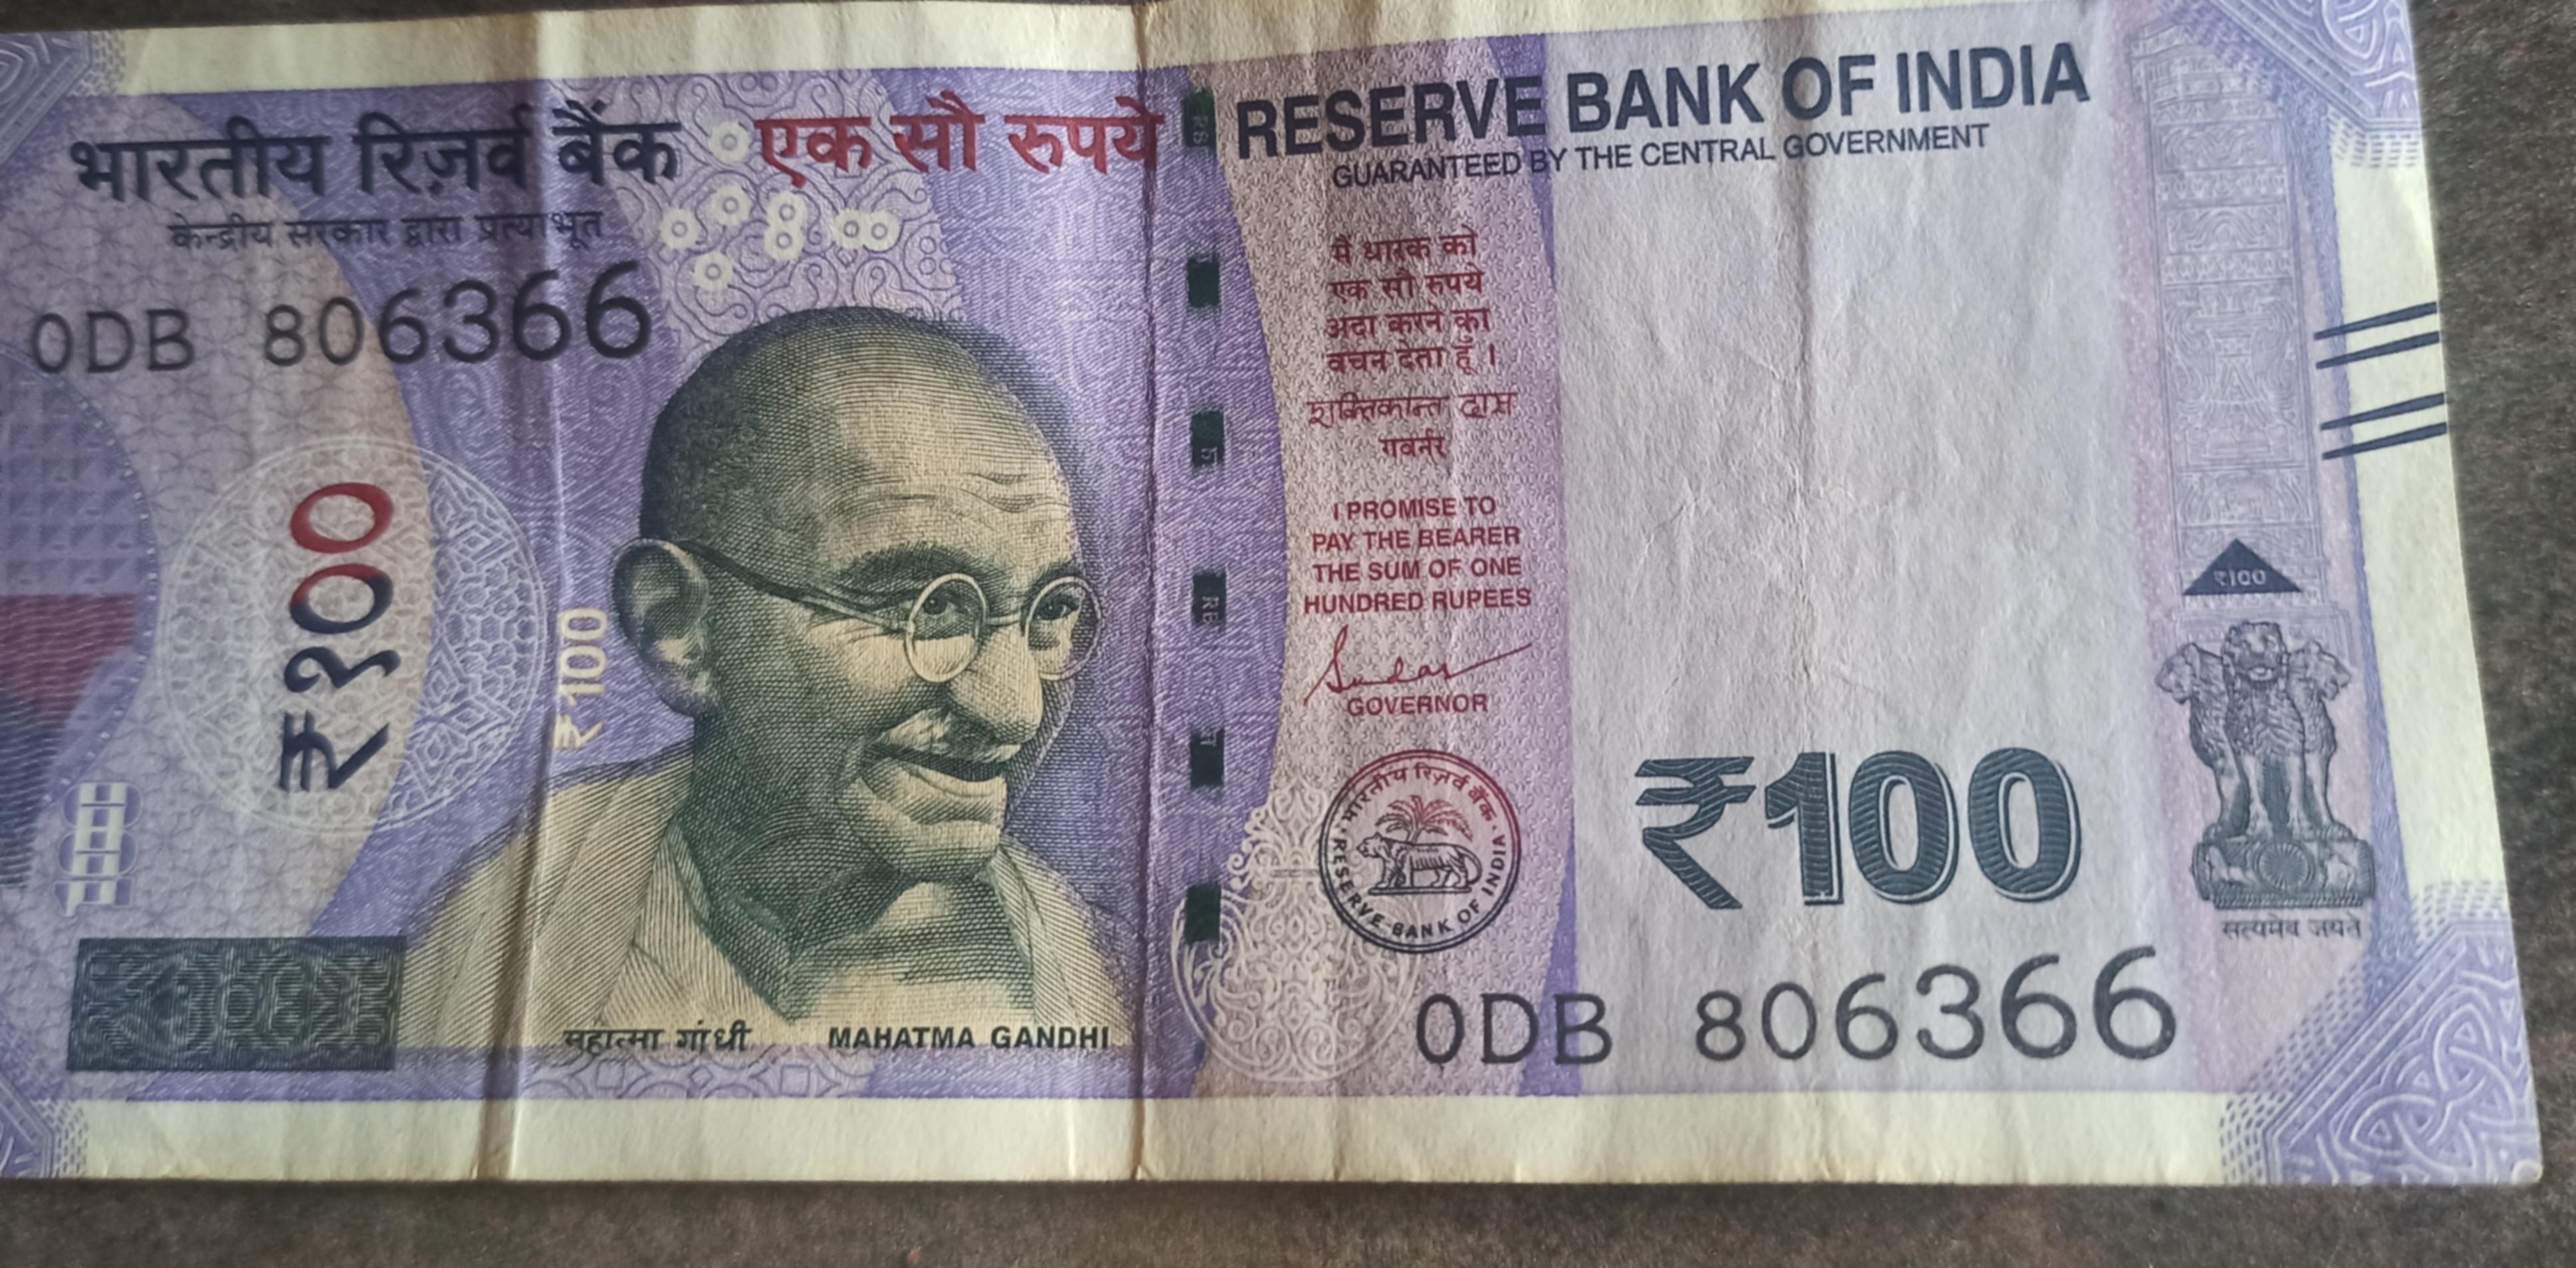 भारतीय रिज़र्व बैंक
एक सौ रुपये
केन्द्रीय सरकार द्वारा प्रत्याभूत
0DB 806366
₹१००
₹100
महात्मा गांधी MAHATMA GANDHI
RESERVE BANK OF INDIA
GUARANTEED BY THE CENTRAL GOVERNMENT
मैं धारक को
एक सौ रुपये
अदा करने का
वचन देता हूँ ।
शक्तिकान्त दास
गवर्नर
I PROMISE TO
PAY THE BEARER
THE SUM OF ONE
HUNDRED RUPEES
GOVERNOR
भारतीय रिज़र्व बैंक
RESERVE BANK OF INDIA
₹100
₹100
सत्यमेव जयते
0DB 806366